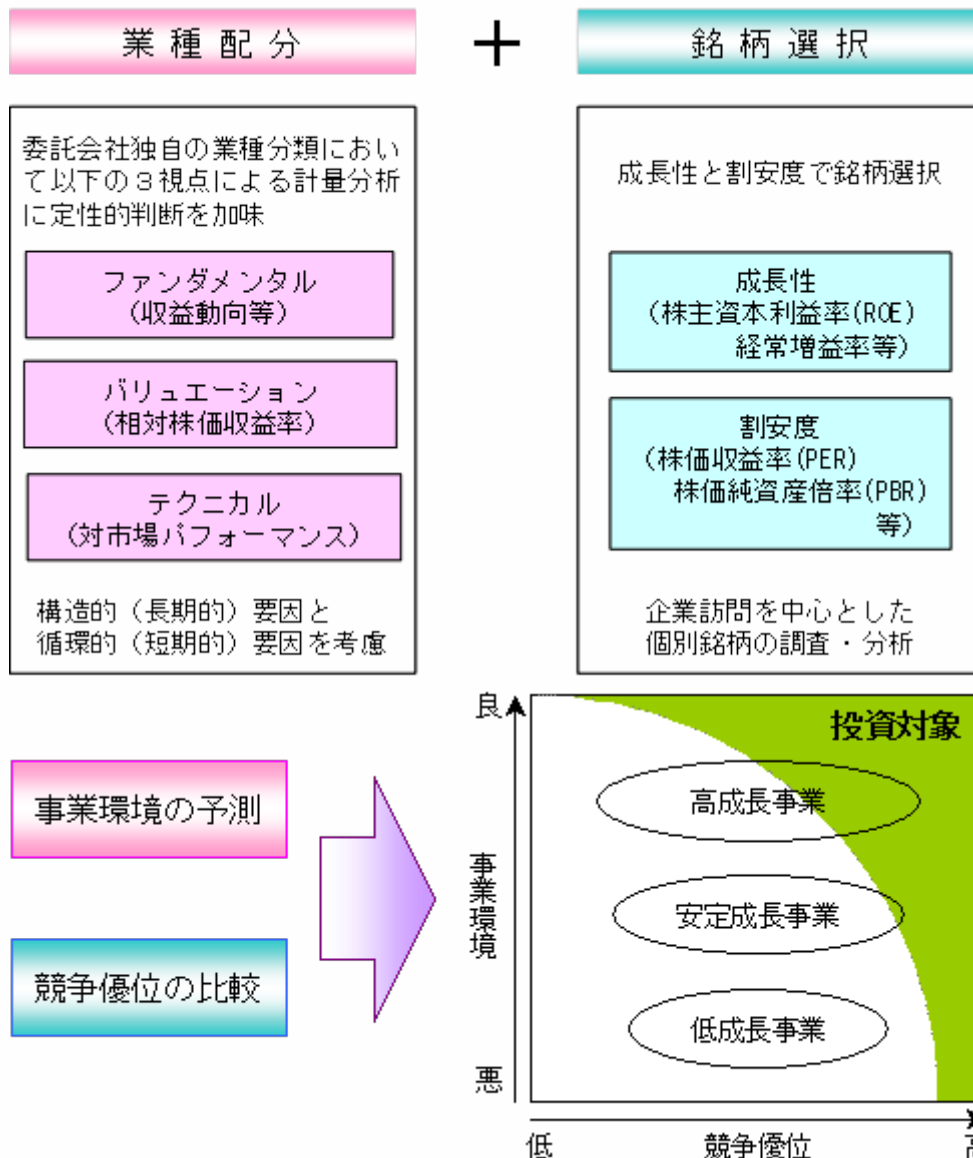 業種配分
＋
銘柄選択
委託会社独自の業種分類におい
て以下の３視点による計量分析
に定性的判断を加味
ファンダメンタル
（収益動向等）
バリュエーション
（相対株価収益率）
テクニカル
（対市場パフォーマンス）
構造的（長期的）要因と
循環的（短期的）要因を考慮
成長性と割安度で銘柄選択
成長性
（株主資本利益率(ROE)
経常増益率等）
割安度
（株価収益率(PER)
株価純資産倍率(PBR)
等）
企業訪問を中心とした
個別銘柄の調査・分析
事業環境の予測
競争優位の比較
良
事業環境
悪
投資対象
高成長事業
安定成長事業
低成長事業
低
競争優位
高